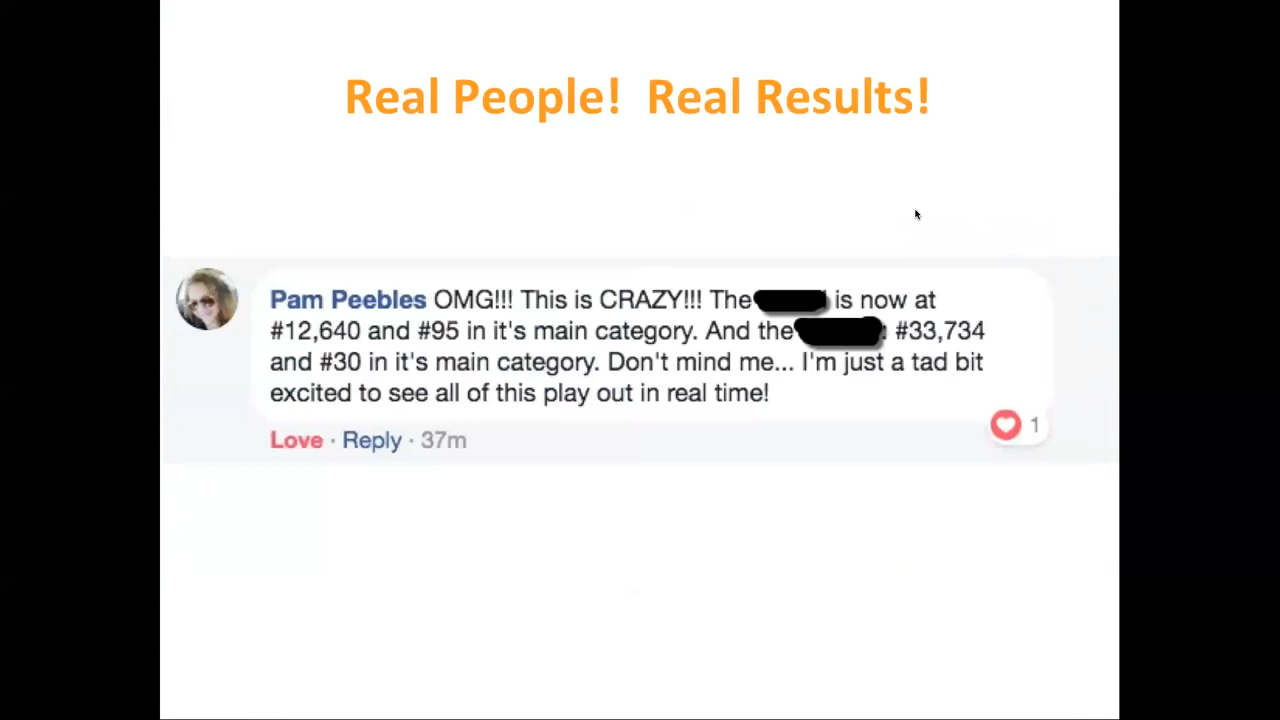 Real People!  Real Results!
Pam Peebles OMG!!! This is CRAZY!!! The is now at
#12,640 and #95 in it's main category. And the : #33,734
and #30 in it's main category. Don't mind me... I'm just a tad bit
excited to see all of this play out in real time!
Love · Reply · 37m
1